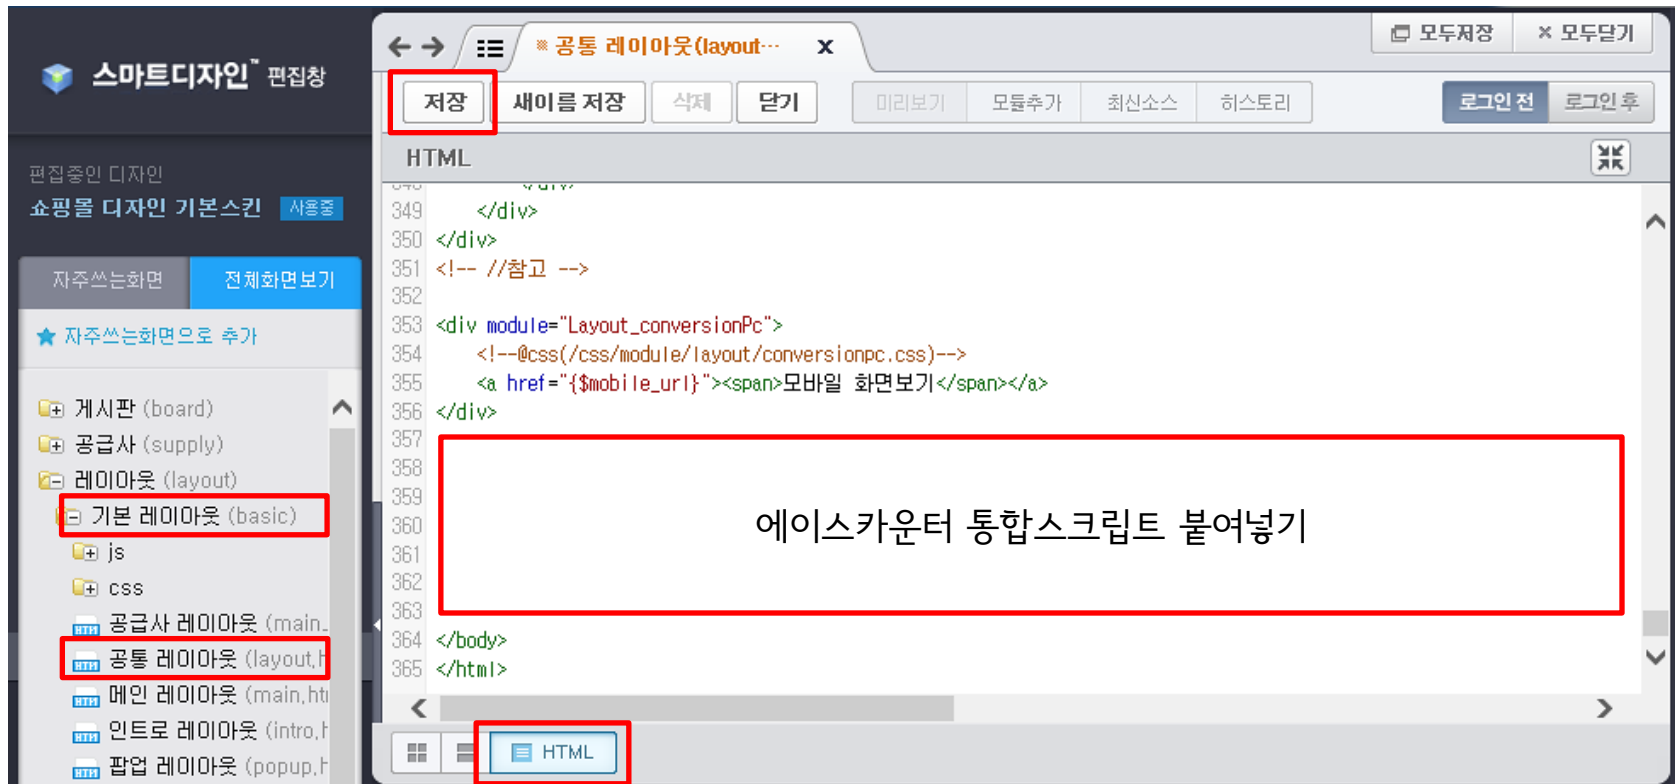 스마트디자인™ 편집창
편집중인 디자인
쇼핑몰 디자인 기본스킨 사용중
자주쓰는화면 전체화면보기
★ 자주쓰는화면으로 추가
게시판 (board)
공급사 (supply)
레이아웃 (layout)
기본 레이아웃 (basic)
js
css
공급사 레이아웃 (main_
공통 레이아웃 (layout.h
메인 레이아웃 (main.ht
인트로 레이아웃 (intro.h
팝업 레이아웃 (popup.h
공통 레이아웃(layout··· x
모두저장 × 모두닫기
저장 새이름 저장 삭제 닫기 미리보기 모듈추가 최신소스 히스토리 로그인 전 로그인 후
HTML
348 </div>
349 </div>
350 </div>
351 <!-- //참고 -->
352
353 <div module="Layout_conversionPc">
354 <!--@css(/css/module/layout/conversionpc.css)-->
355 <a href="{$mobile_url}"><span>모바일 화면보기</span></a>
356 </div>
357
358
359
360
361
362
363
에이스카운터 통합스크립트 붙여넣기
364 </body>
365 </html>
HTML